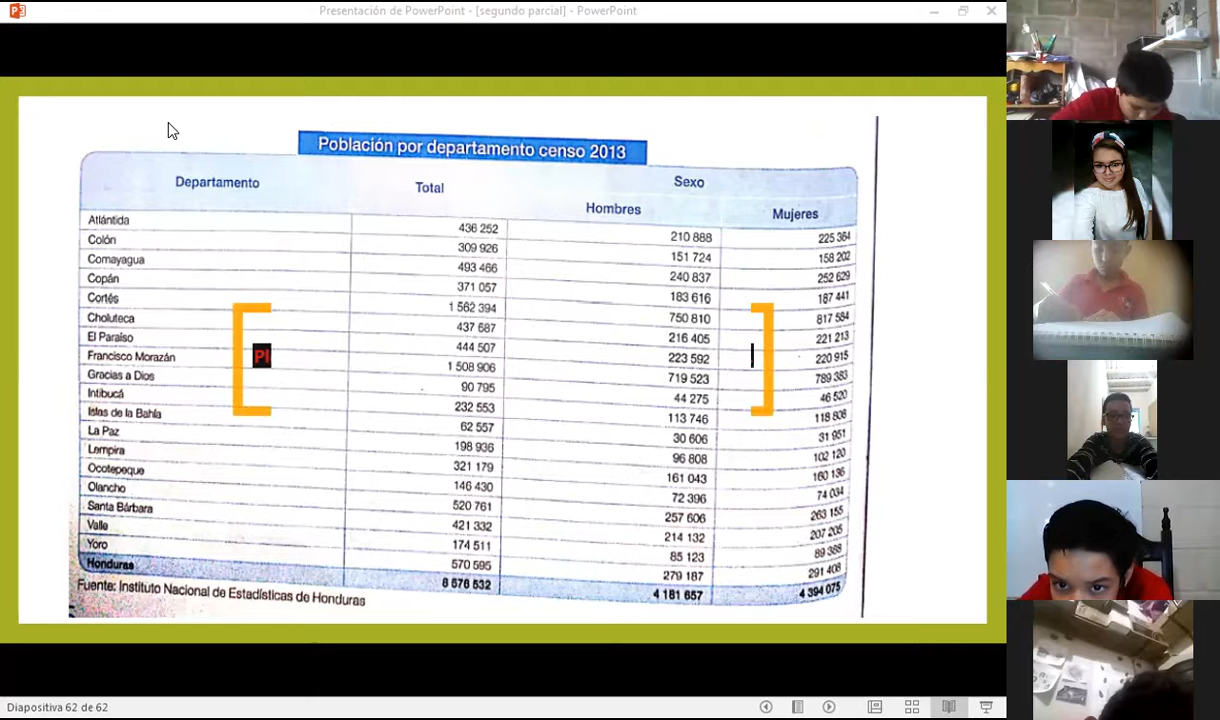 Presentación de PowerPoint - [segundo parcial] - PowerPoint
Población por departamento censo 2013
Departamento Total Sexo
Hombres Mujeres
Atlántida 436 252 210 888 225 364
Colón 309 926 151 724 158 202
Comayagua 493 466 240 837 252 629
Copán 371 057 183 616 187 441
Cortés 1 562 394 750 810 817 584
Choluteca 437 687 216 405 221 213
El Paraíso 444 507 223 592 220 915
Francisco Morazán 1 508 906 719 523 789 383
Gracias a Dios 90 795 44 275 46 520
Intibucá 232 553 113 746 118 808
Islas de la Bahía 62 557 30 606 31 951
La Paz 198 936 96 808 102 120
Lempira 321 179 161 043 160 136
Ocotepeque 146 430 72 396 74 034
Olancho 520 761 257 606 263 155
Santa Bárbara 421 332 214 132 207 205
Valle 174 511 85 123 89 388
Yoro 570 595 279 187 291 408
Honduras 8 576 532 4 181 657 4 394 075
Fuente: Instituto Nacional de Estadísticas de Honduras
Pl
Diapositiva 62 de 62